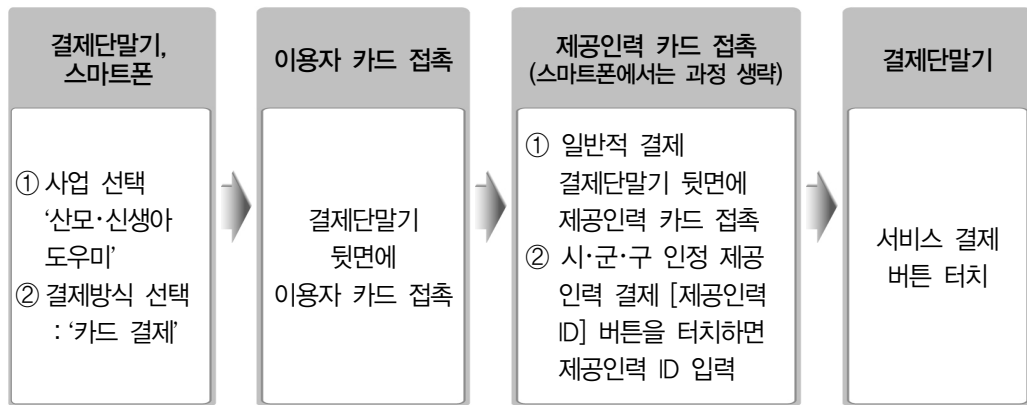 결제단말기,
스마트폰
① 사업 선택
‘산모·신생아
도우미’
② 결제방식 선택
: ‘카드 결제’
이용자 카드 접촉
결제단말기
뒷면에
이용자 카드 접촉
제공인력 카드 접촉
(스마트폰에서는 과정 생략)
① 일반적 결제
결제단말기 뒷면에
제공인력 카드 접촉
② 시·군·구 인정 제공
인력 결제 [제공인력
ID] 버튼을 터치하면
제공인력 ID 입력
결제단말기
서비스 결제
버튼 터치